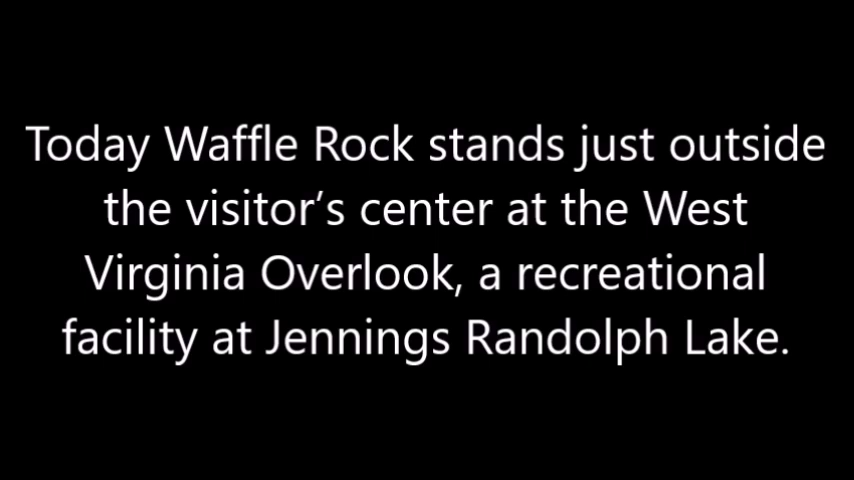 Today Waffle Rock stands just outside
the visitor’s center at the West
Virginia Overlook, a recreational
facility at Jennings Randolph Lake.